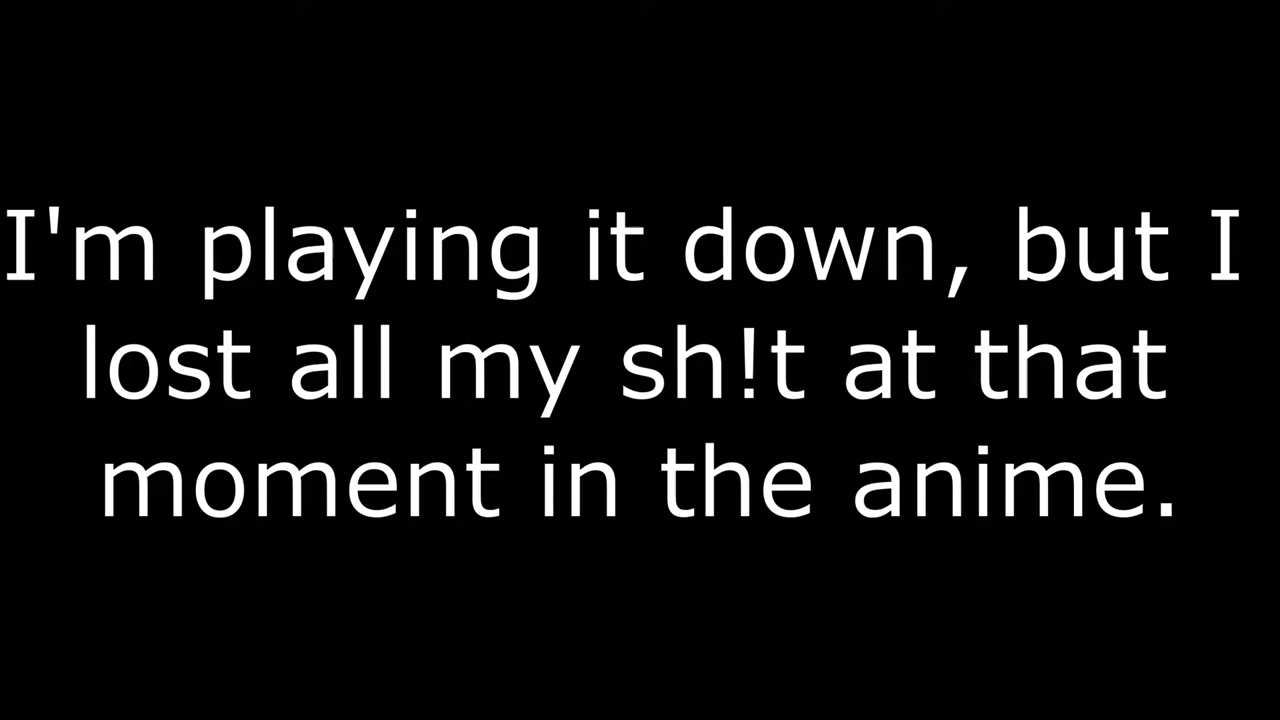 I'm playing it down, but I
lost all my sh!t at that
moment in the anime.